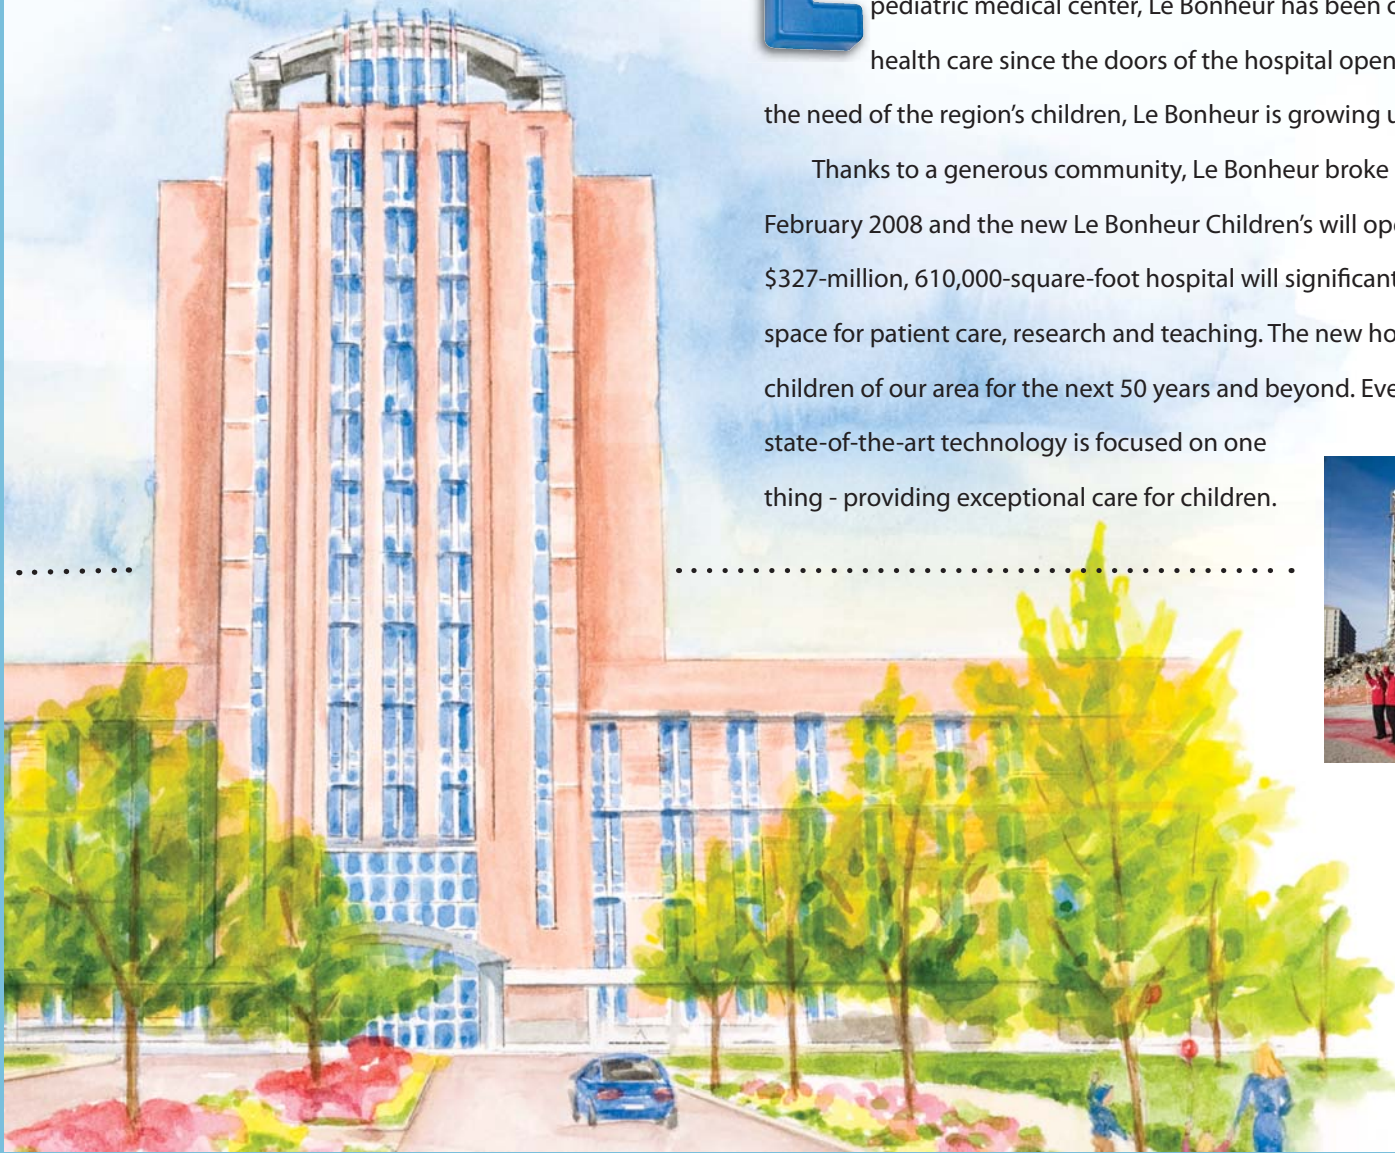 pediatric medical center, Le Bonheur has been
health care since the doors of the hospital open
the need of the region's children, Le Bonheur is growing
Thanks to a generous community, Le Bonheur broke
February 2008 and the new Le Bonheur Children's will
$327-million, 610,000-square-foot hospital will
space for patient care, research and teaching. The new
children of our area for the next 50 years and beyond.
state-of-the-art technology is focused on one
thing - providing exceptional care for children.